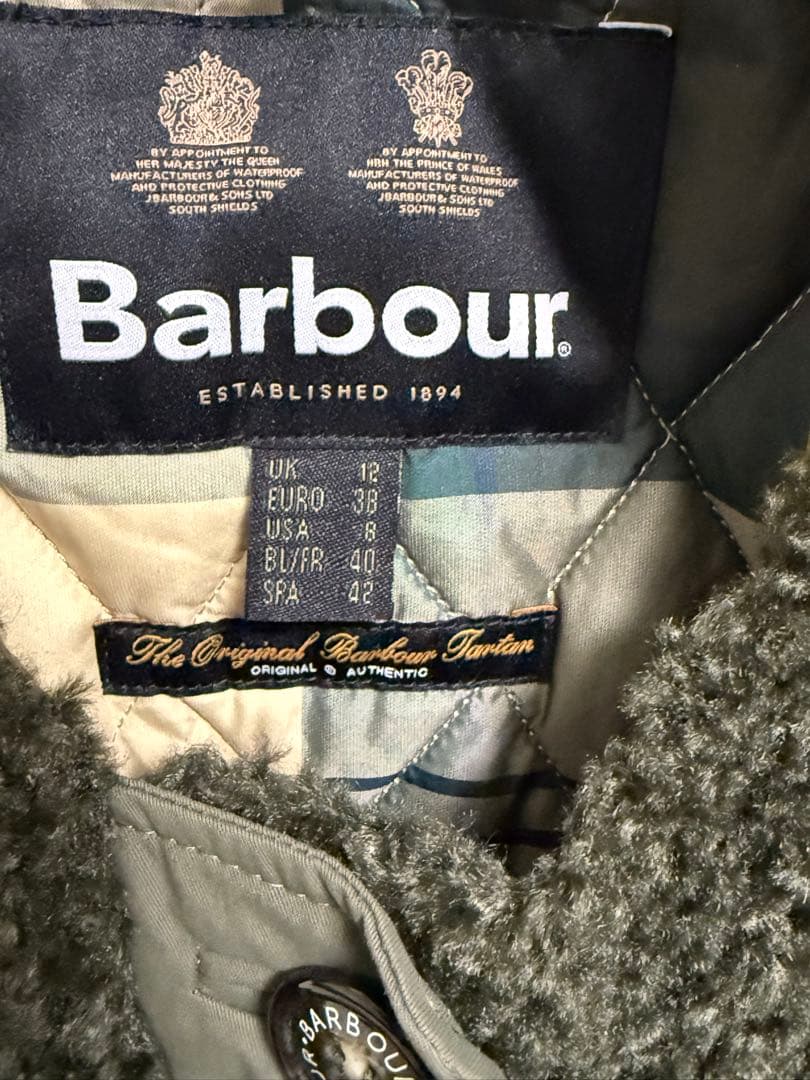 BY APPOINTMENT TO
HER MAJESTY THE QUEEN
MANUFACTURERS OF WATERPROOF
AND PROTECTIVE CLOTHING
J BARBOUR & SONS LTD
SOUTH SHIELDS
BY APPOINTMENT TO
HRH THE PRINCE OF WALES
MANUFACTURERS OF WATERPROOF
AND PROTECTIVE CLOTHING
J BARBOUR & SONS LTD
SOUTH SHIELDS
Barbour®
ESTABLISHED 1894
UK 12
EURO 38
USA 8
BL/FR 40
SPA 42
The Original Barbour Tartan
ORIGINAL & AUTHENTIC
BARBOUR